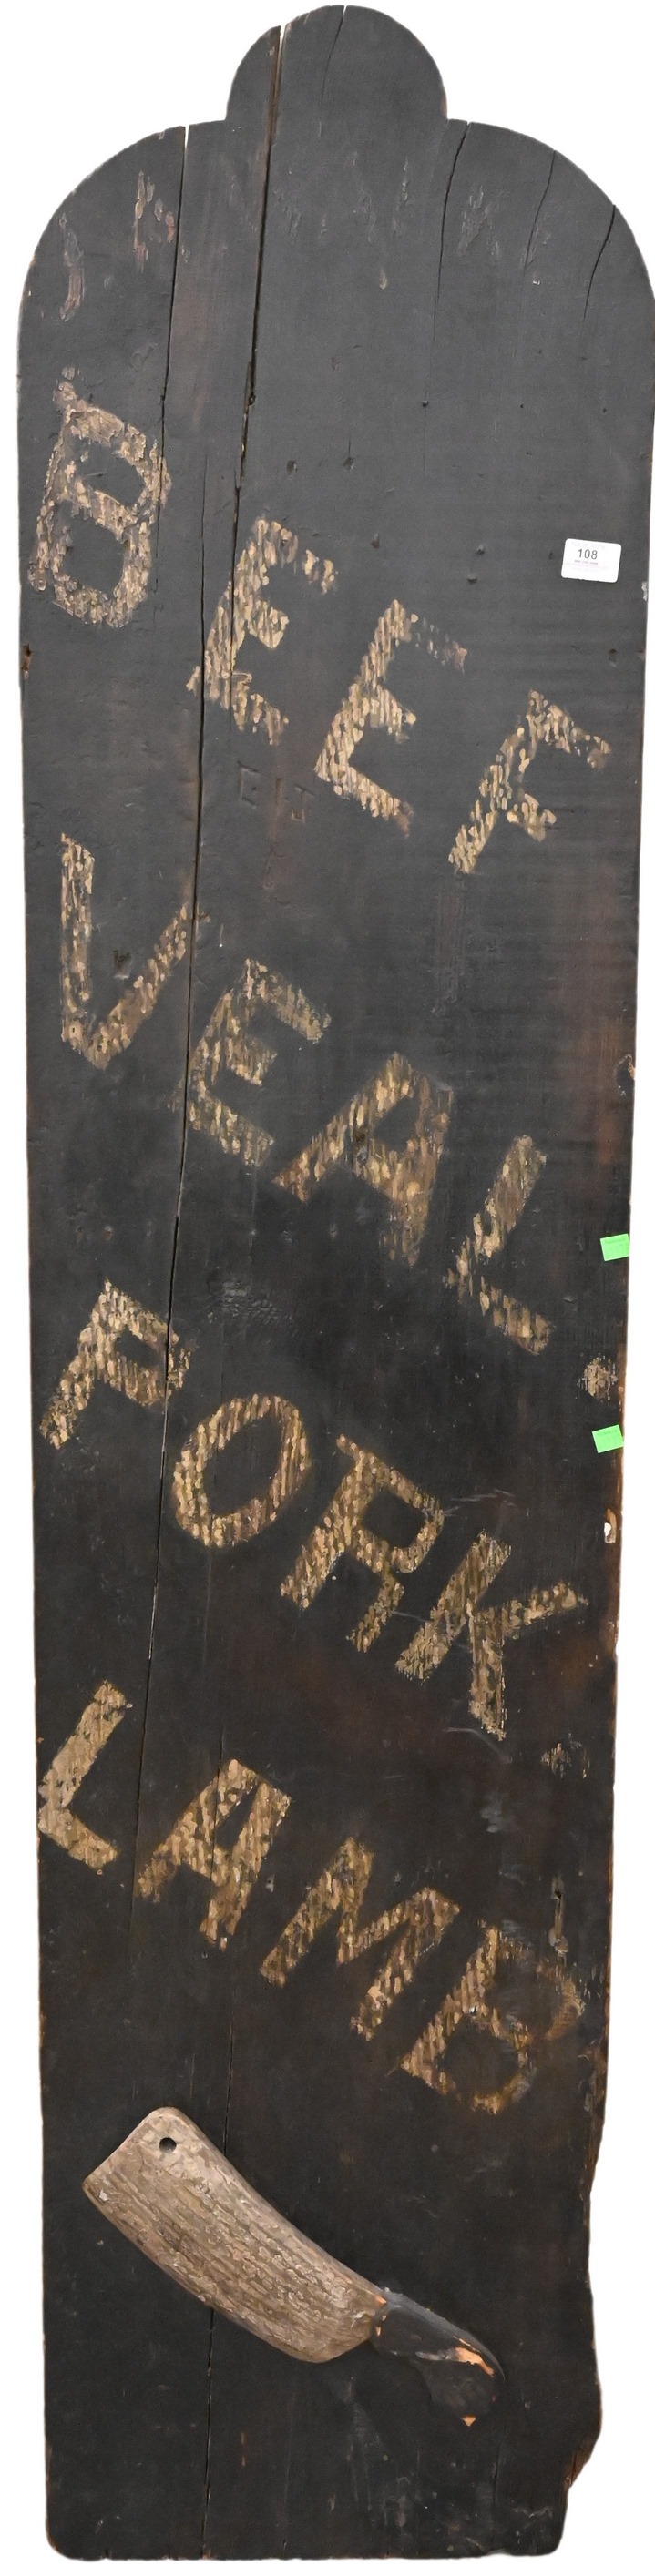 108
BEEF
VEAL.
PORK.
LAMB